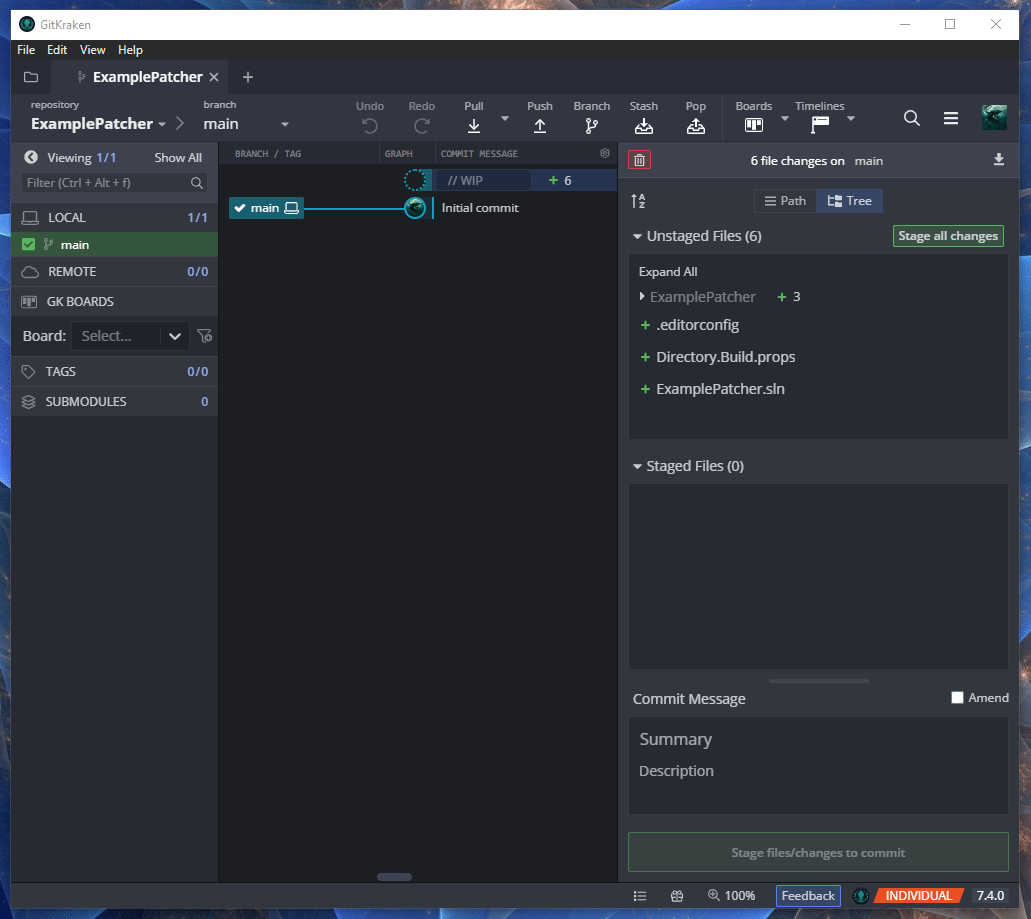 GitKraken
File Edit View Help
ExamplePatcher
repository
ExamplePatcher
branch
main
Undo Redo Pull Push Branch Stash Pop Boards Timelines
Viewing 1/1 Show All
Filter (Ctrl + Alt + f)
LOCAL 1/1
main
REMOTE 0/0
GK BOARDS
Board: Select...
TAGS 0/0
SUBMODULES 0
BRANCH / TAG GRAPH COMMIT MESSAGE
// WIP 6
main Initial commit
6 file changes on main
Path Tree
Unstaged Files (6) Stage all changes
Expand All
ExamplePatcher + 3
+ .editorconfig
+ Directory.Build.props
+ ExamplePatcher.sln
Staged Files (0)
Commit Message Amend
Summary
Description
Stage files/changes to commit
100% Feedback INDIVIDUAL 7.4.0